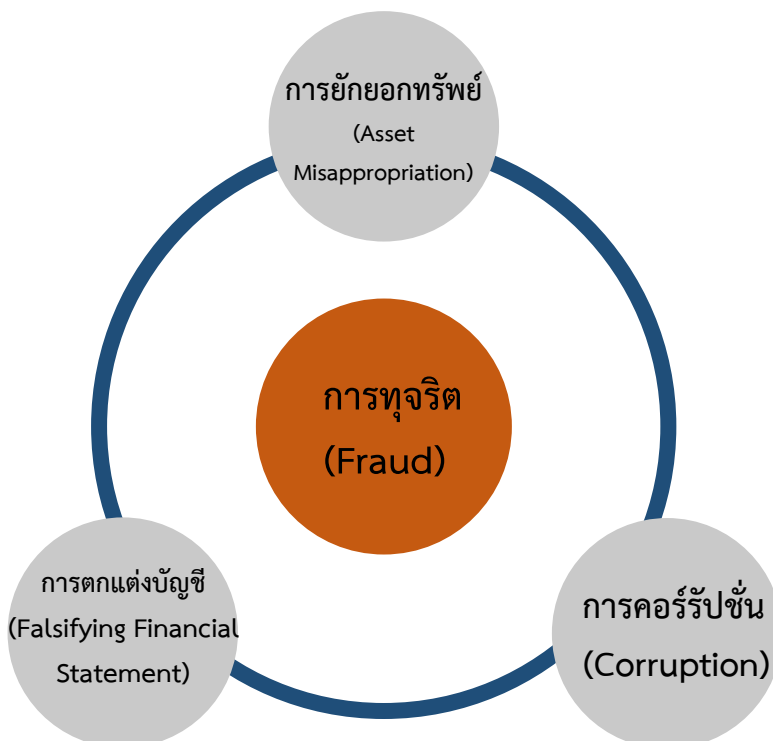 การยักยอกทรัพย์
(Asset
Misappropriation)
การทุจริต
(Fraud)
การตกแต่งบัญชี
(Falsifying Financial
Statement)
การคอร์รัปชั่น
(Corruption)